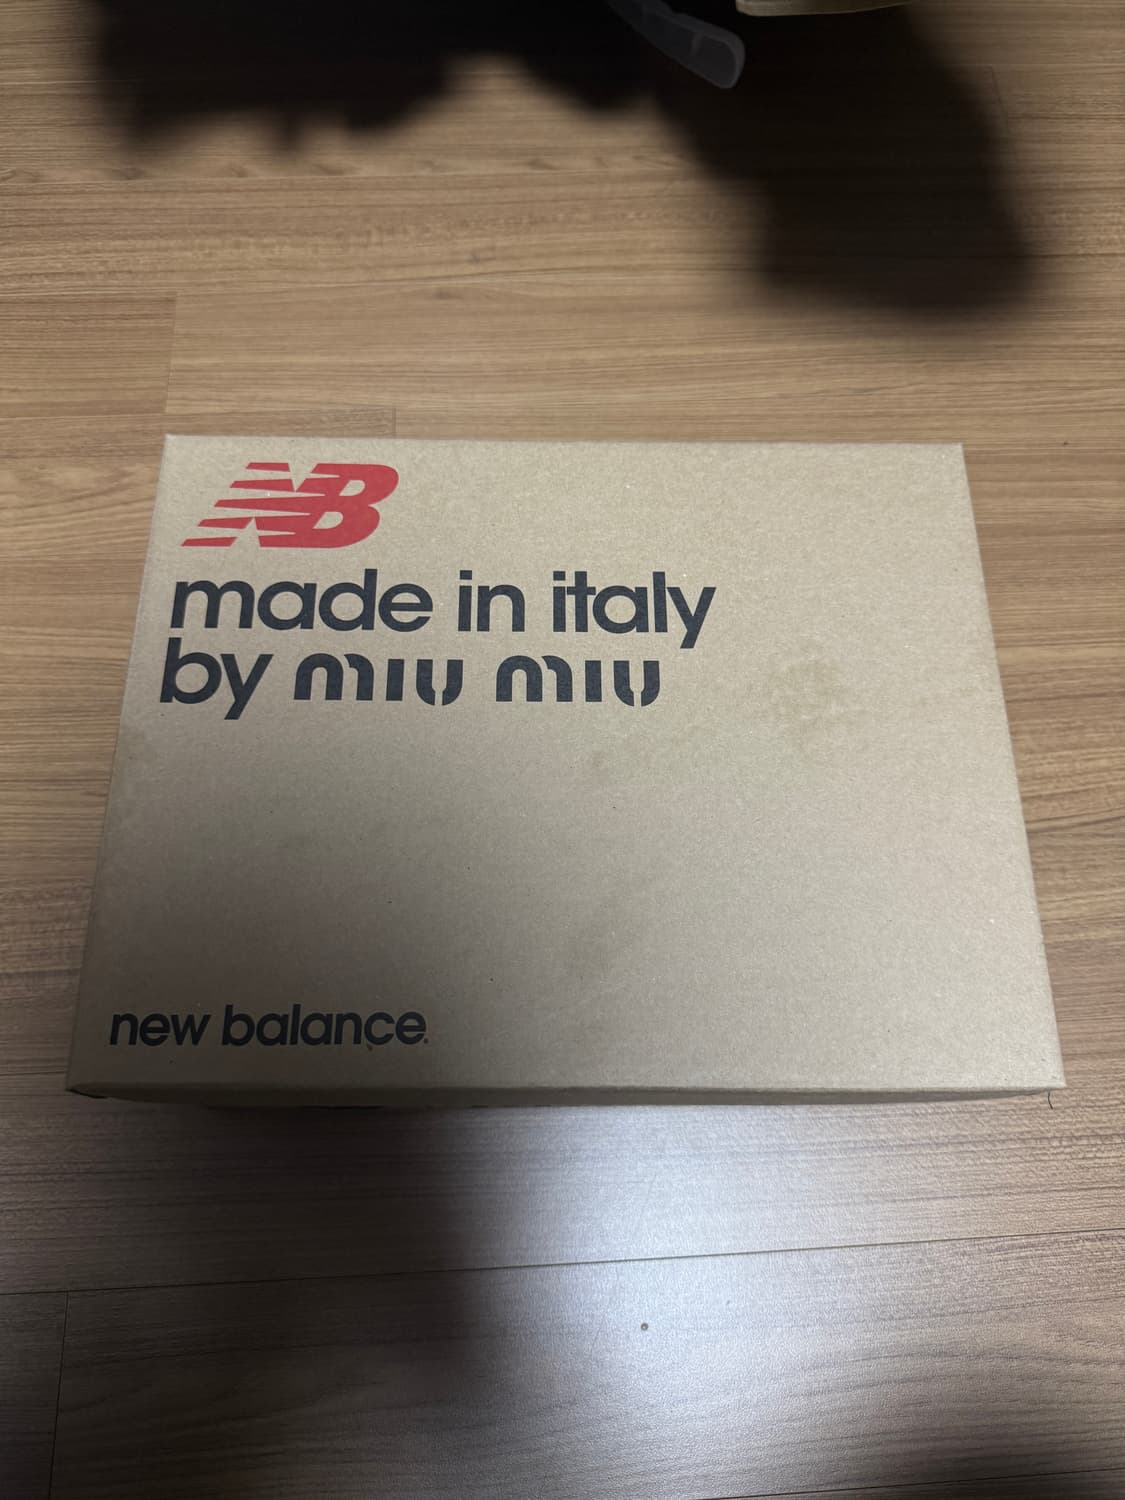 NB
made in italy
by miu miu
new balance.